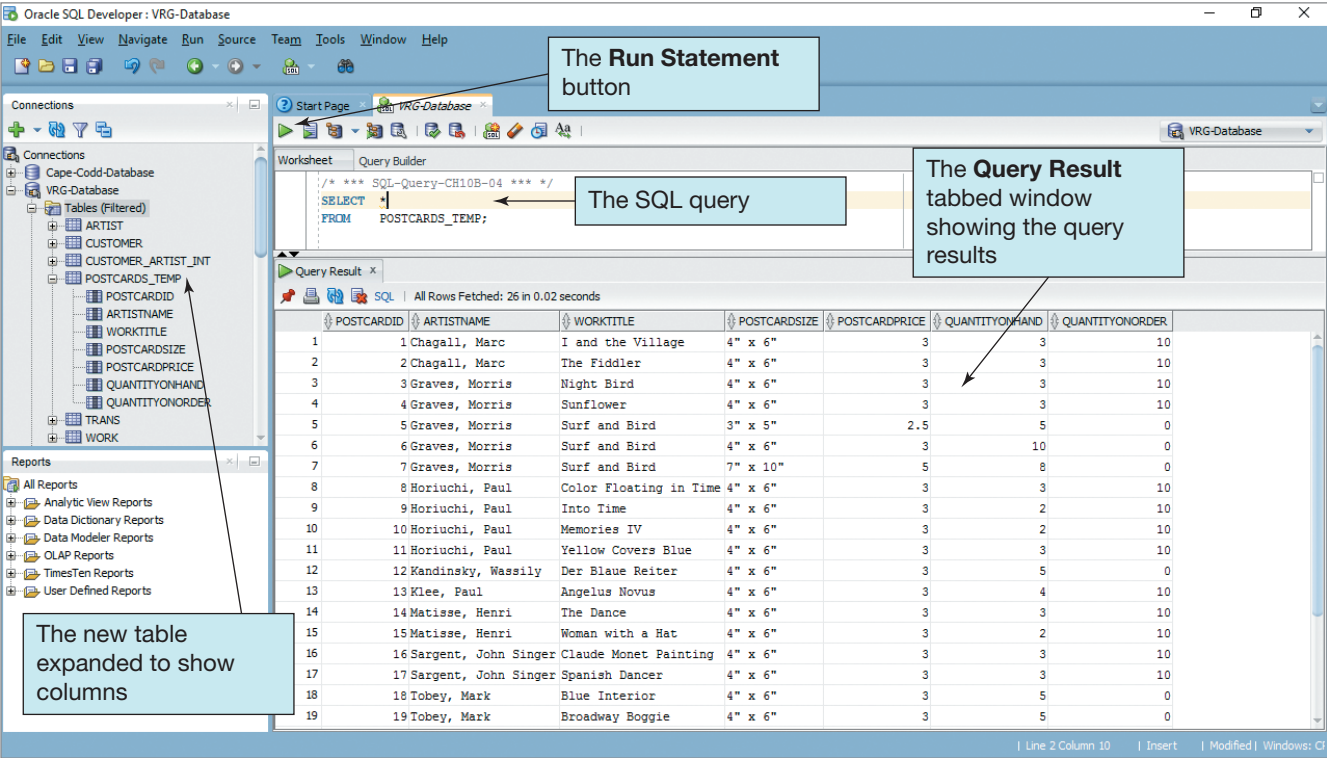 Oracle SQL Developer : VRG-Database
File Edit View Navigate Run Source Team Tools Window Help
The Run Statement
button
Connections
Start Page
VRG-Database
VRG-Database
Connections
Cape-Codd-Database
VRG-Database
Tables (Filtered)
ARTIST
CUSTOMER
CUSTOMER_ARTIST_INT
POSTCARDS_TEMP
POSTCARDID
ARTISTNAME
WORKTITLE
POSTCARDSIZE
POSTCARDPRICE
QUANTITYONHAND
QUANTITYONORDER
TRANS
WORK
Worksheet Query Builder
/* *** SQL-Query-CH10B-04 *** */
SELECT *
FROM POSTCARDS_TEMP;
The SQL query
The Query Result
tabbed window
showing the query
results
Query Result x
SQL | All Rows Fetched: 26 in 0.02 seconds
POSTCARDID ARTISTNAME WORKTITLE POSTCARDSIZE POSTCARDPRICE QUANTITYONHAND QUANTITYONORDER
1 1 Chagall, Marc I and the Village 4" x 6" 3 3 10
2 2 Chagall, Marc The Fiddler 4" x 6" 3 3 10
3 3 Graves, Morris Night Bird 4" x 6" 3 3 10
4 4 Graves, Morris Sunflower 4" x 6" 3 3 10
5 5 Graves, Morris Surf and Bird 3" x 5" 2.5 5 0
6 6 Graves, Morris Surf and Bird 4" x 6" 3 10 0
7 7 Graves, Morris Surf and Bird 7" x 10" 5 8 0
8 8 Horiuchi, Paul Color Floating in Time 4" x 6" 3 3 10
9 9 Horiuchi, Paul Into Time 4" x 6" 3 2 10
10 10 Horiuchi, Paul Memories IV 4" x 6" 3 2 10
11 11 Horiuchi, Paul Yellow Covers Blue 4" x 6" 3 3 10
12 12 Kandinsky, Wassily Der Blaue Reiter 4" x 6" 3 5 0
13 13 Klee, Paul Angelus Novus 4" x 6" 3 4 10
14 14 Matisse, Henri The Dance 4" x 6" 3 3 10
15 15 Matisse, Henri Woman with a Hat 4" x 6" 3 2 10
16 16 Sargent, John Singer Claude Monet Painting 4" x 6" 3 3 10
17 17 Sargent, John Singer Spanish Dancer 4" x 6" 3 3 10
18 18 Tobey, Mark Blue Interior 4" x 6" 3 5 0
19 19 Tobey, Mark Broadway Boggie 4" x 6" 3 5 0
Reports
All Reports
Analytic View Reports
Data Dictionary Reports
Data Modeler Reports
OLAP Reports
TimesTen Reports
User Defined Reports
The new table
expanded to show
columns
| Line 2 Column 10 | Insert | Modified | Windows: